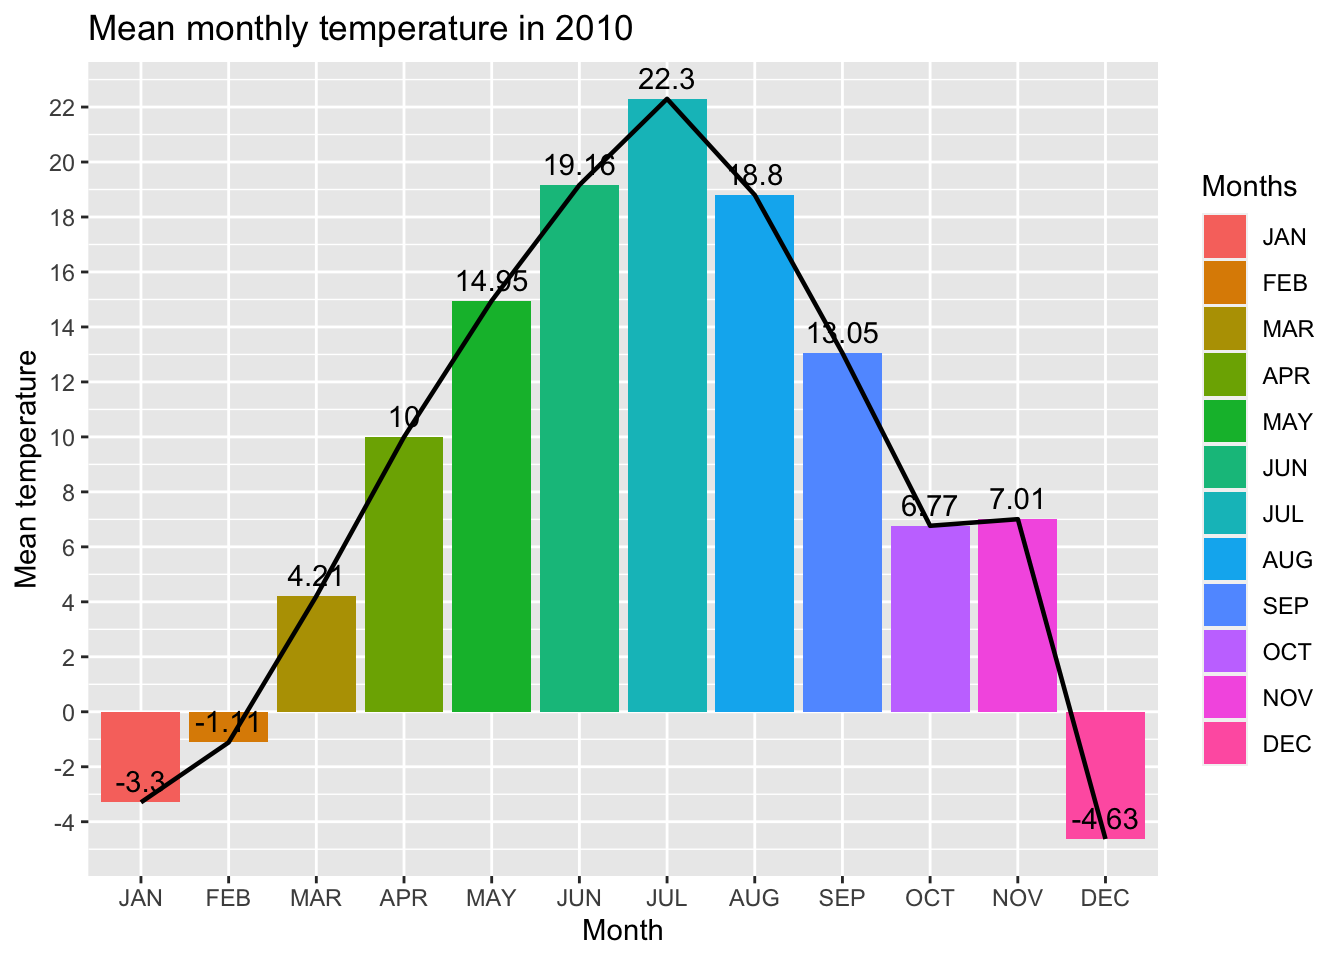 Mean monthly temperature in 2010
Mean temperature
22
20
18
16
14
12
10
8
6
4
2
0
-2
-4
-3.3
-1.11
4.21
10
14.95
19.16
22.3
18.8
13.05
6.77
7.01
-4.63
JAN FEB MAR APR MAY JUN JUL AUG SEP OCT NOV DEC
Month
Months
JAN
FEB
MAR
APR
MAY
JUN
JUL
AUG
SEP
OCT
NOV
DEC